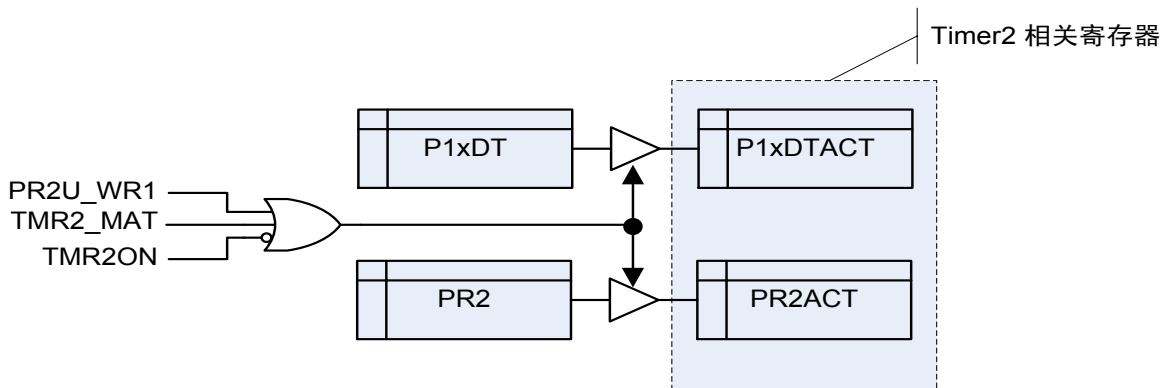 Timer2 相关寄存器
P1xDT
P1xDTACT
PR2U_WR1
TMR2_MAT
TMR2ON
PR2
PR2ACT